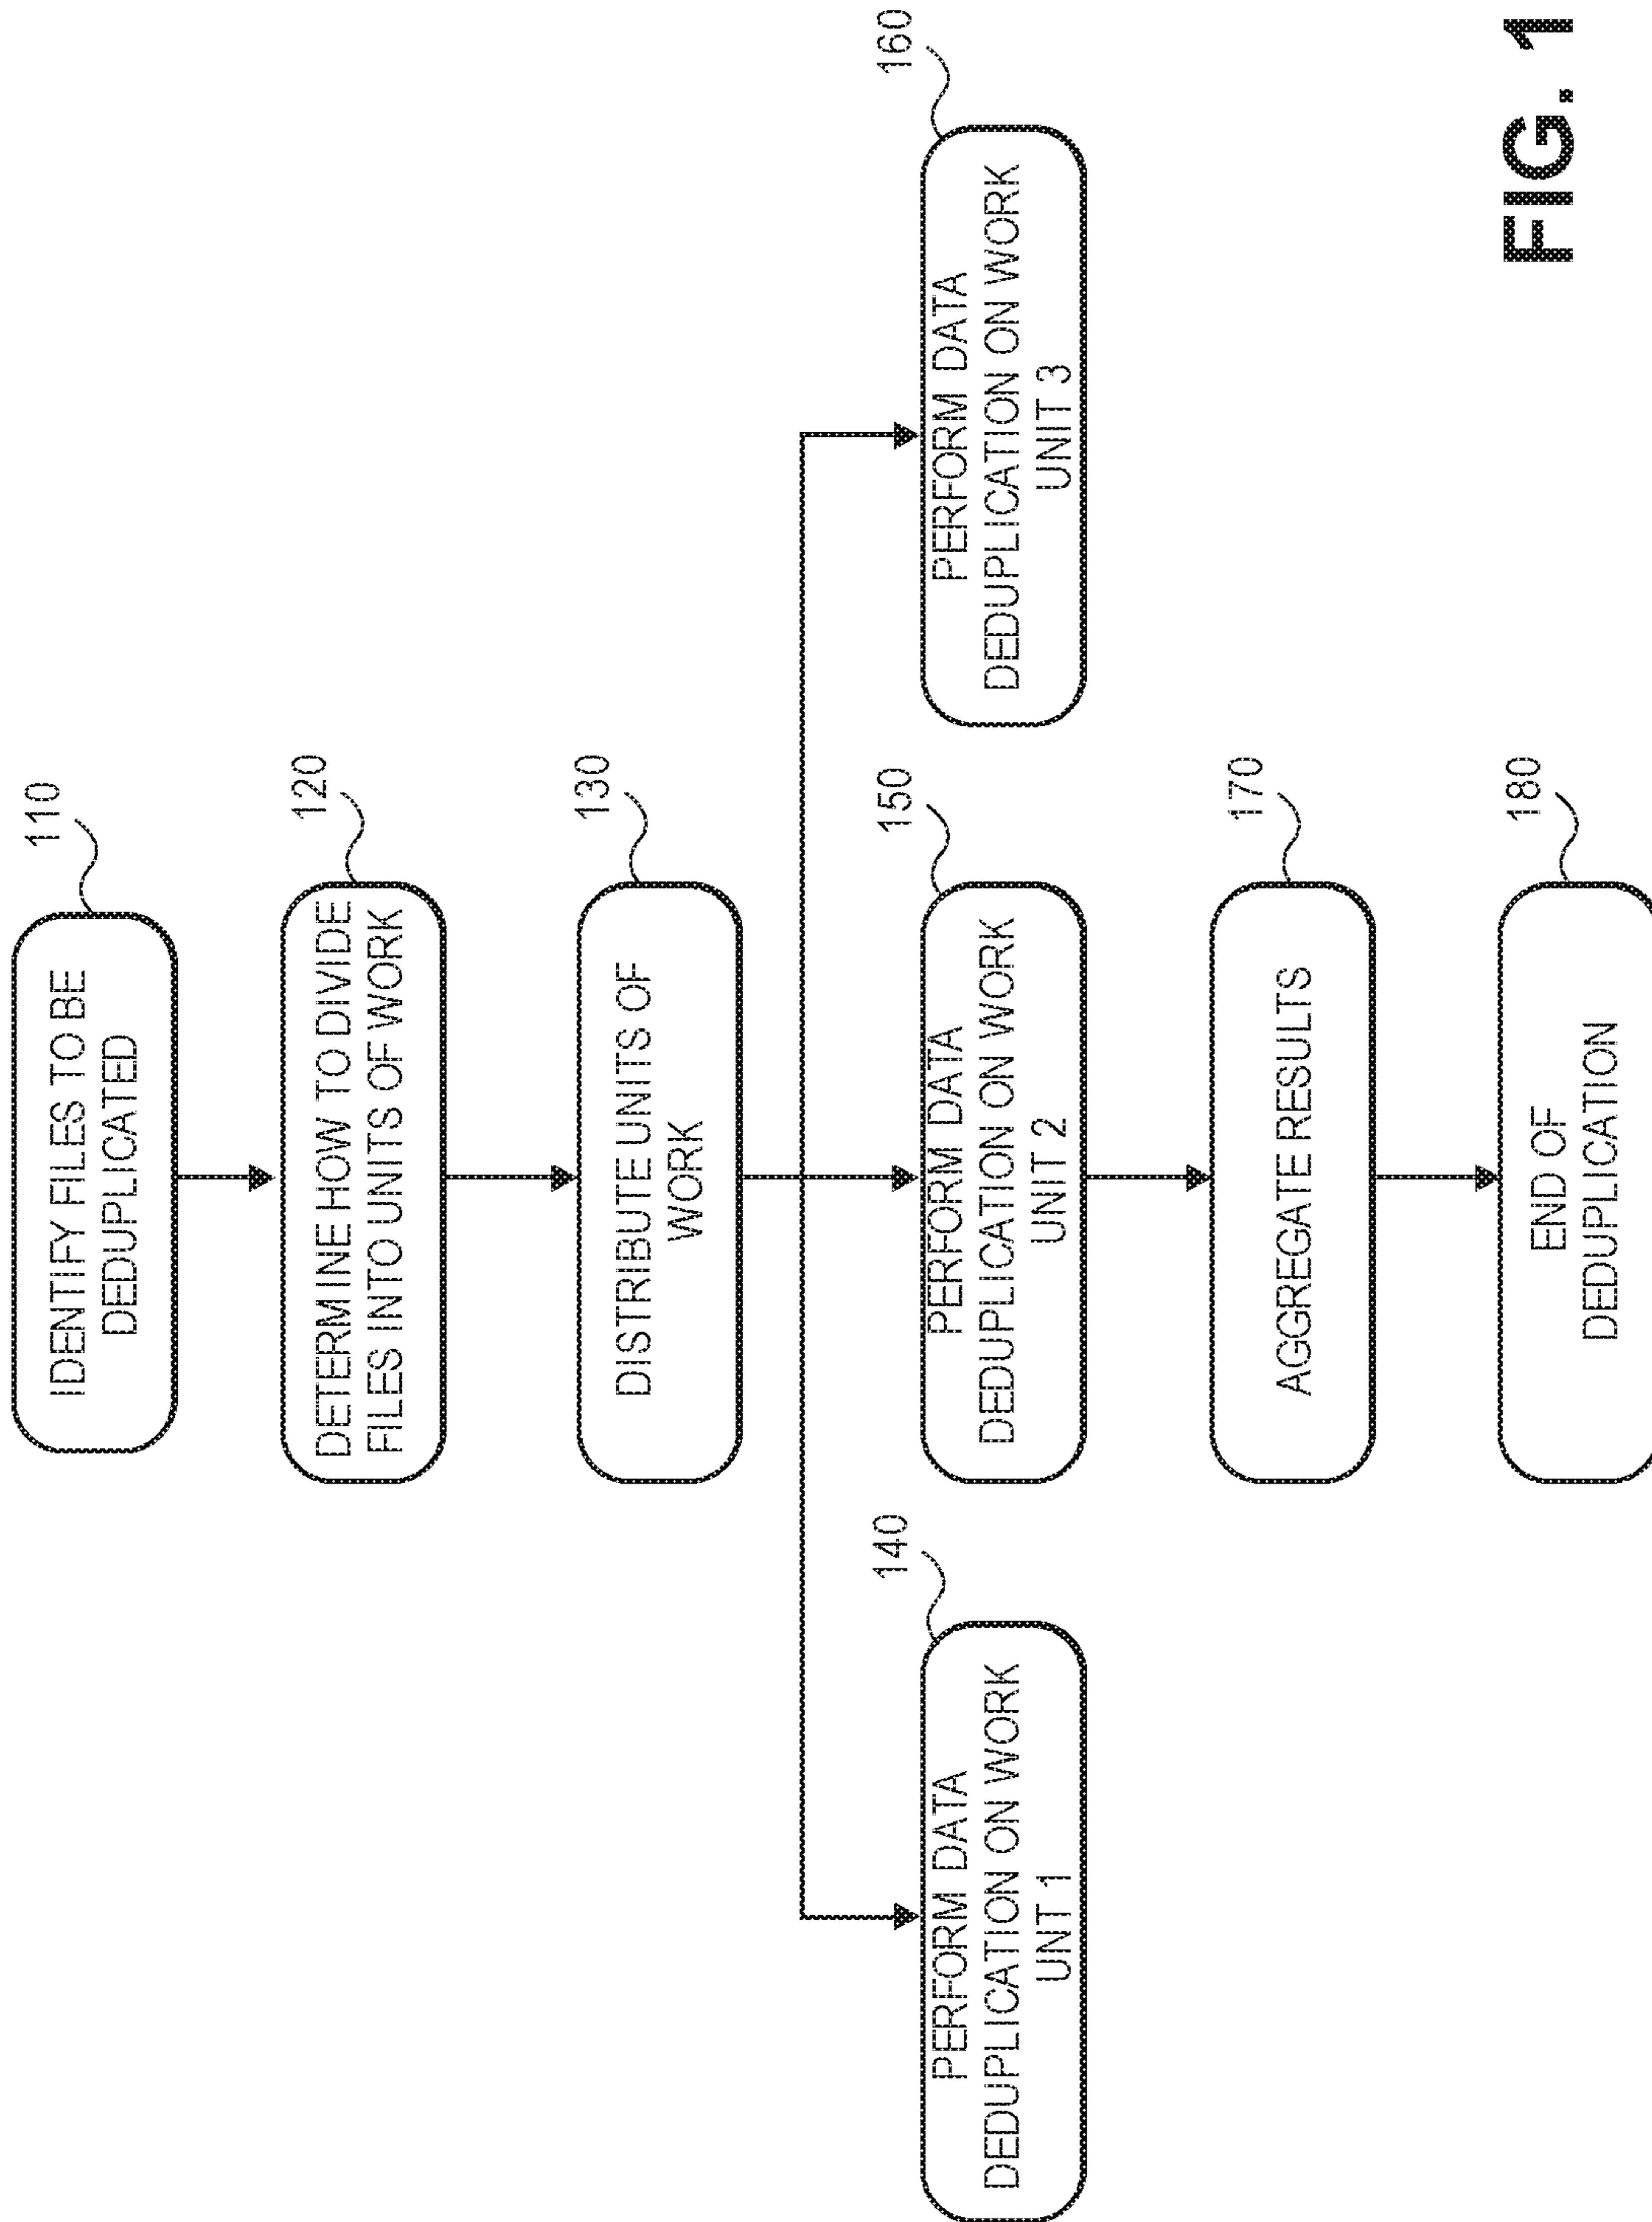 110
IDENTIFY FILES TO BE
DEDUPLICATED
120
DETERMINE HOW TO DIVIDE
FILES INTO UNITS OF WORK
130
DISTRIBUTE UNITS OF
WORK
140
PERFORM DATA
DEDUPLICATION ON WORK
UNT 1
150
PERFORM DATA
DEDUPLICATION ON WORK
UNIT 2
160
PERFORM DATA
DEDUPLICATION ON WORK
UNIT 3
170
AGGREGATE RESULTS
180
END OF
DEDUPLICATION
FIG. 1